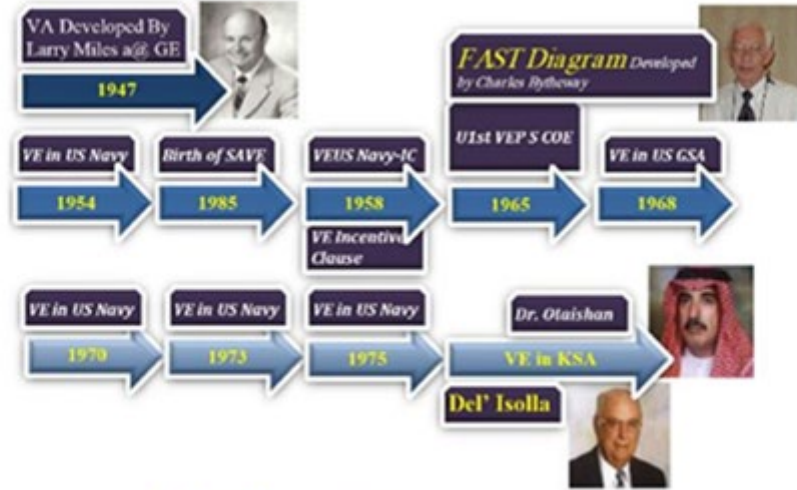 VA Developed By
Larry Miles a@ GE
1947
FAST Diagram Developed
by Charles Bytheway
VE in US Navy
Birth of SAVE
VEUS Navy-IC
U1st VEP S COE
VE in US GSA
1954
1985
1958
1965
1968
VE Incentive
Clause
VE in US Navy
VE in US Navy
VE in US Navy
Dr. Otaishan
1970
1973
1975
VE in KSA
Del' Isolla